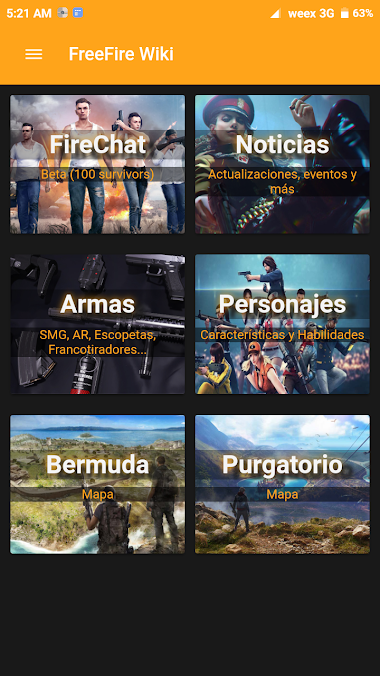 5:21 AM weex 3G 63%
FreeFire Wiki
FireChat
Beta (100 survivors)
Noticias
Actualizaciones, eventos y
más
Armas
SMG, AR, Escopetas,
Francotiradores...
Personajes
Características y Habilidades
Bermuda
Mapa
Purgatorio
Mapa